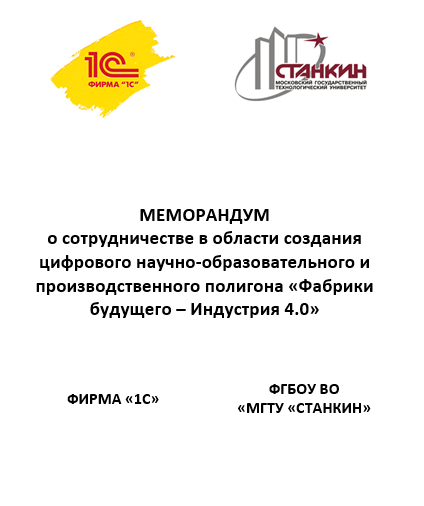 1С®
ФИРМА "1С"
СТАНКИН
МОСКОВСКИЙ ГОСУДАРСТВЕННЫЙ
ТЕХНОЛОГИЧЕСКИЙ УНИВЕРСИТЕТ
МЕМОРАНДУМ
о сотрудничестве в области создания
цифрового научно-образовательного и
производственного полигона «Фабрики
будущего – Индустрия 4.0»
ФИРМА «1С»
ФГБОУ ВО
«МГТУ «СТАНКИН»